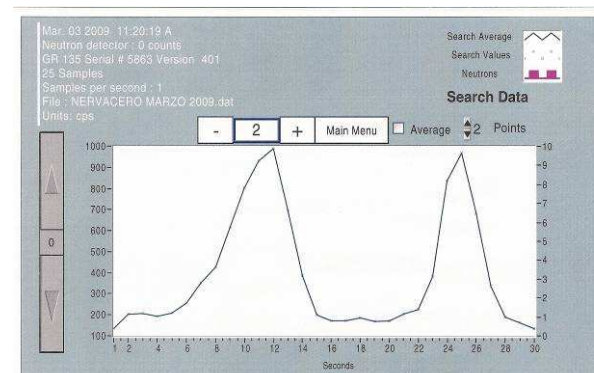 Mar. 03 2009 11:20:19 A
Neutron detector : 0 counts
GR 135 Serial # 5863 Version 401
25 Samples
Samples per second : 1
File : NERVACERO MARZO 2009.dat
Units: cps
Search Average
Search Values
Neutrons
Search Data
- 2 + Main Menu Average 2 Points
0
1000
900
800
700
600
500
400
300
200
100
10
9
8
7
6
5
4
3
2
1
0
1 2 4 6 8 10 12 14 16 18 20 22 24 26 28 30
Seconds